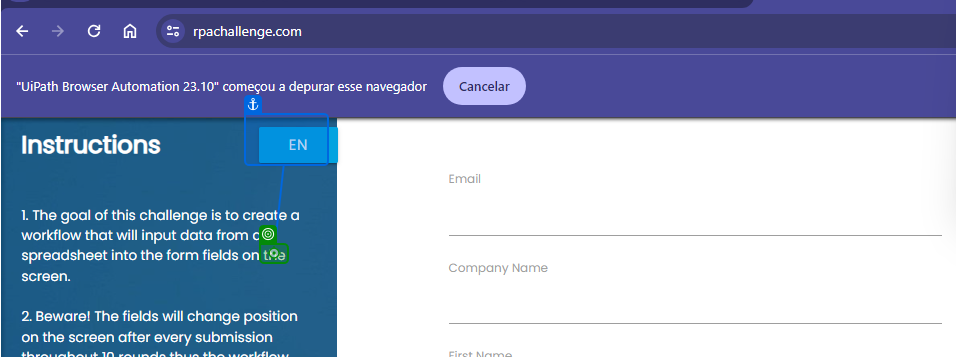 rpachallenge.com
"UiPath Browser Automation 23.10" começou a depurar esse navegador
Cancelar
Instructions
EN
1. The goal of this challenge is to create a
workflow that will input data from a
spreadsheet into the form fields on the
screen.
2. Beware! The fields will change position
on the screen after every submission
throughout 10 rounds thus the workflow
Email
Company Name
First Name